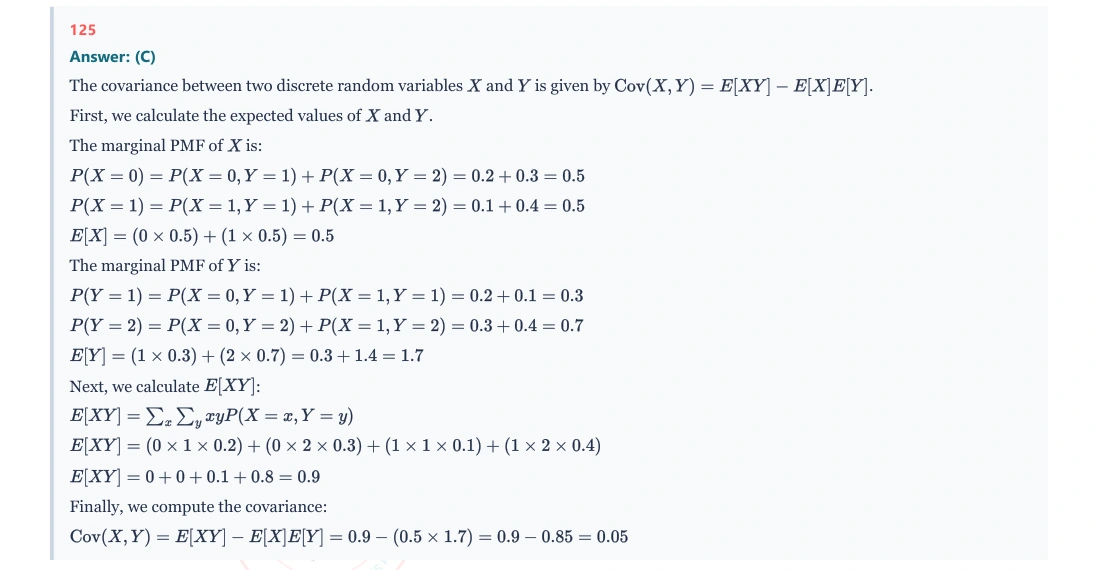 125
Answer: (C)
The covariance between two discrete random variables X and Y is given by Cov(X, Y) = E[XY] − E[X]E[Y].
First, we calculate the expected values of X and Y.
The marginal PMF of X is:
P(X = 0) = P(X = 0, Y = 1) + P(X = 0, Y = 2) = 0.2 + 0.3 = 0.5
P(X = 1) = P(X = 1, Y = 1) + P(X = 1, Y = 2) = 0.1 + 0.4 = 0.5
E[X] = (0 × 0.5) + (1 × 0.5) = 0.5
The marginal PMF of Y is:
P(Y = 1) = P(X = 0, Y = 1) + P(X = 1, Y = 1) = 0.2 + 0.1 = 0.3
P(Y = 2) = P(X = 0, Y = 2) + P(X = 1, Y = 2) = 0.3 + 0.4 = 0.7
E[Y] = (1 × 0.3) + (2 × 0.7) = 0.3 + 1.4 = 1.7
Next, we calculate E[XY]:
E[XY] = ∑ₓ ∑ᵧ xyP(X = x, Y = y)
E[XY] = (0 × 1 × 0.2) + (0 × 2 × 0.3) + (1 × 1 × 0.1) + (1 × 2 × 0.4)
E[XY] = 0 + 0 + 0.1 + 0.8 = 0.9
Finally, we compute the covariance:
Cov(X, Y) = E[XY] − E[X]E[Y] = 0.9 − (0.5 × 1.7) = 0.9 − 0.85 = 0.05